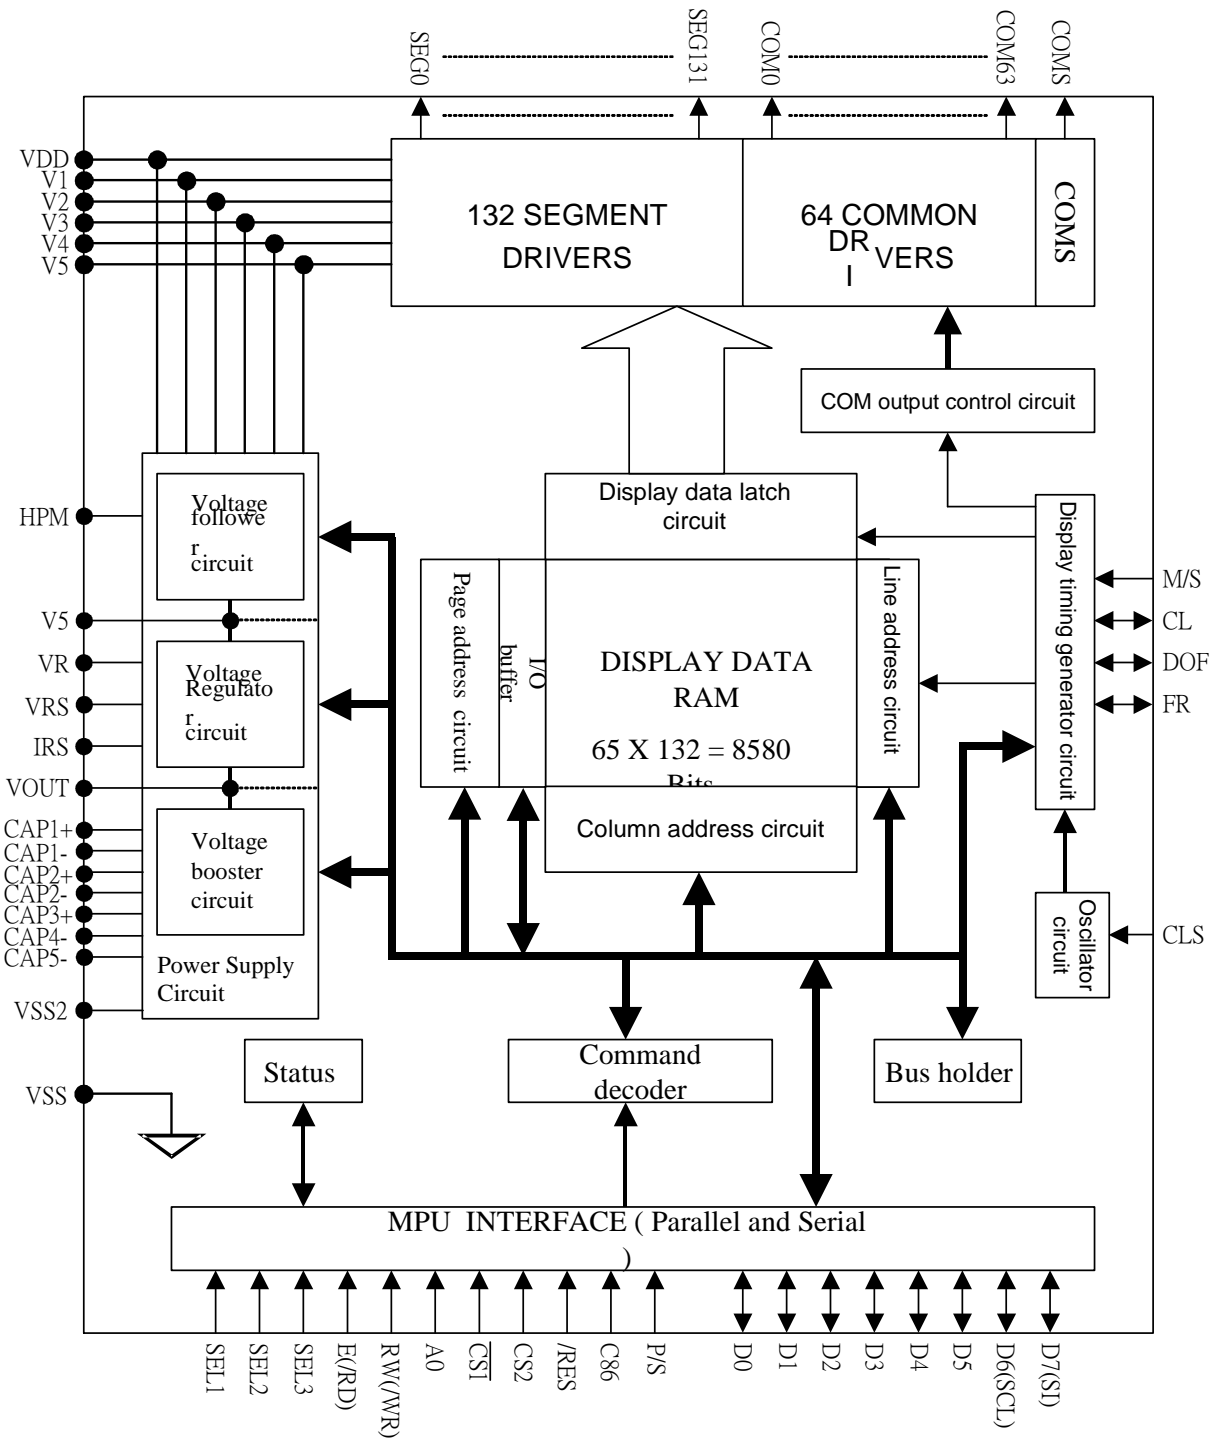 SEG0
SEG131
COM0
COM63
COMS
VDD
V1
V2
V3
V4
V5
132 SEGMENT
DRIVERS
64 COMMON
DR
I
VERS
COMS
COM output control circuit
HPM
V5
VR
VRS
IRS
VOUT
CAP1+
CAP1-
CAP2+
CAP2-
CAP3+
CAP4-
CAP5-
VSS2
VSS
Voltage
followe
r
circuit
Voltage
Regulato
r
circuit
Voltage
booster
circuit
Power Supply
Circuit
Display data latch
circuit
Page address circuit
I/O
buffer
DISPLAY DATA
RAM
65 X 132 = 8580
Bits
Line address circuit
Column address circuit
Display timing generator circuit
M/S
CL
DOF
FR
Oscillator
circuit
CLS
Status
Command
decoder
Bus holder
MPU INTERFACE ( Parallel and Serial
)
SEL1
SEL2
SEL3
E(/RD)
RW(/WR)
A0
CS1
CS2
/RES
C86
P/S
D0
D1
D2
D3
D4
D5
D6(SCL)
D7(SI)